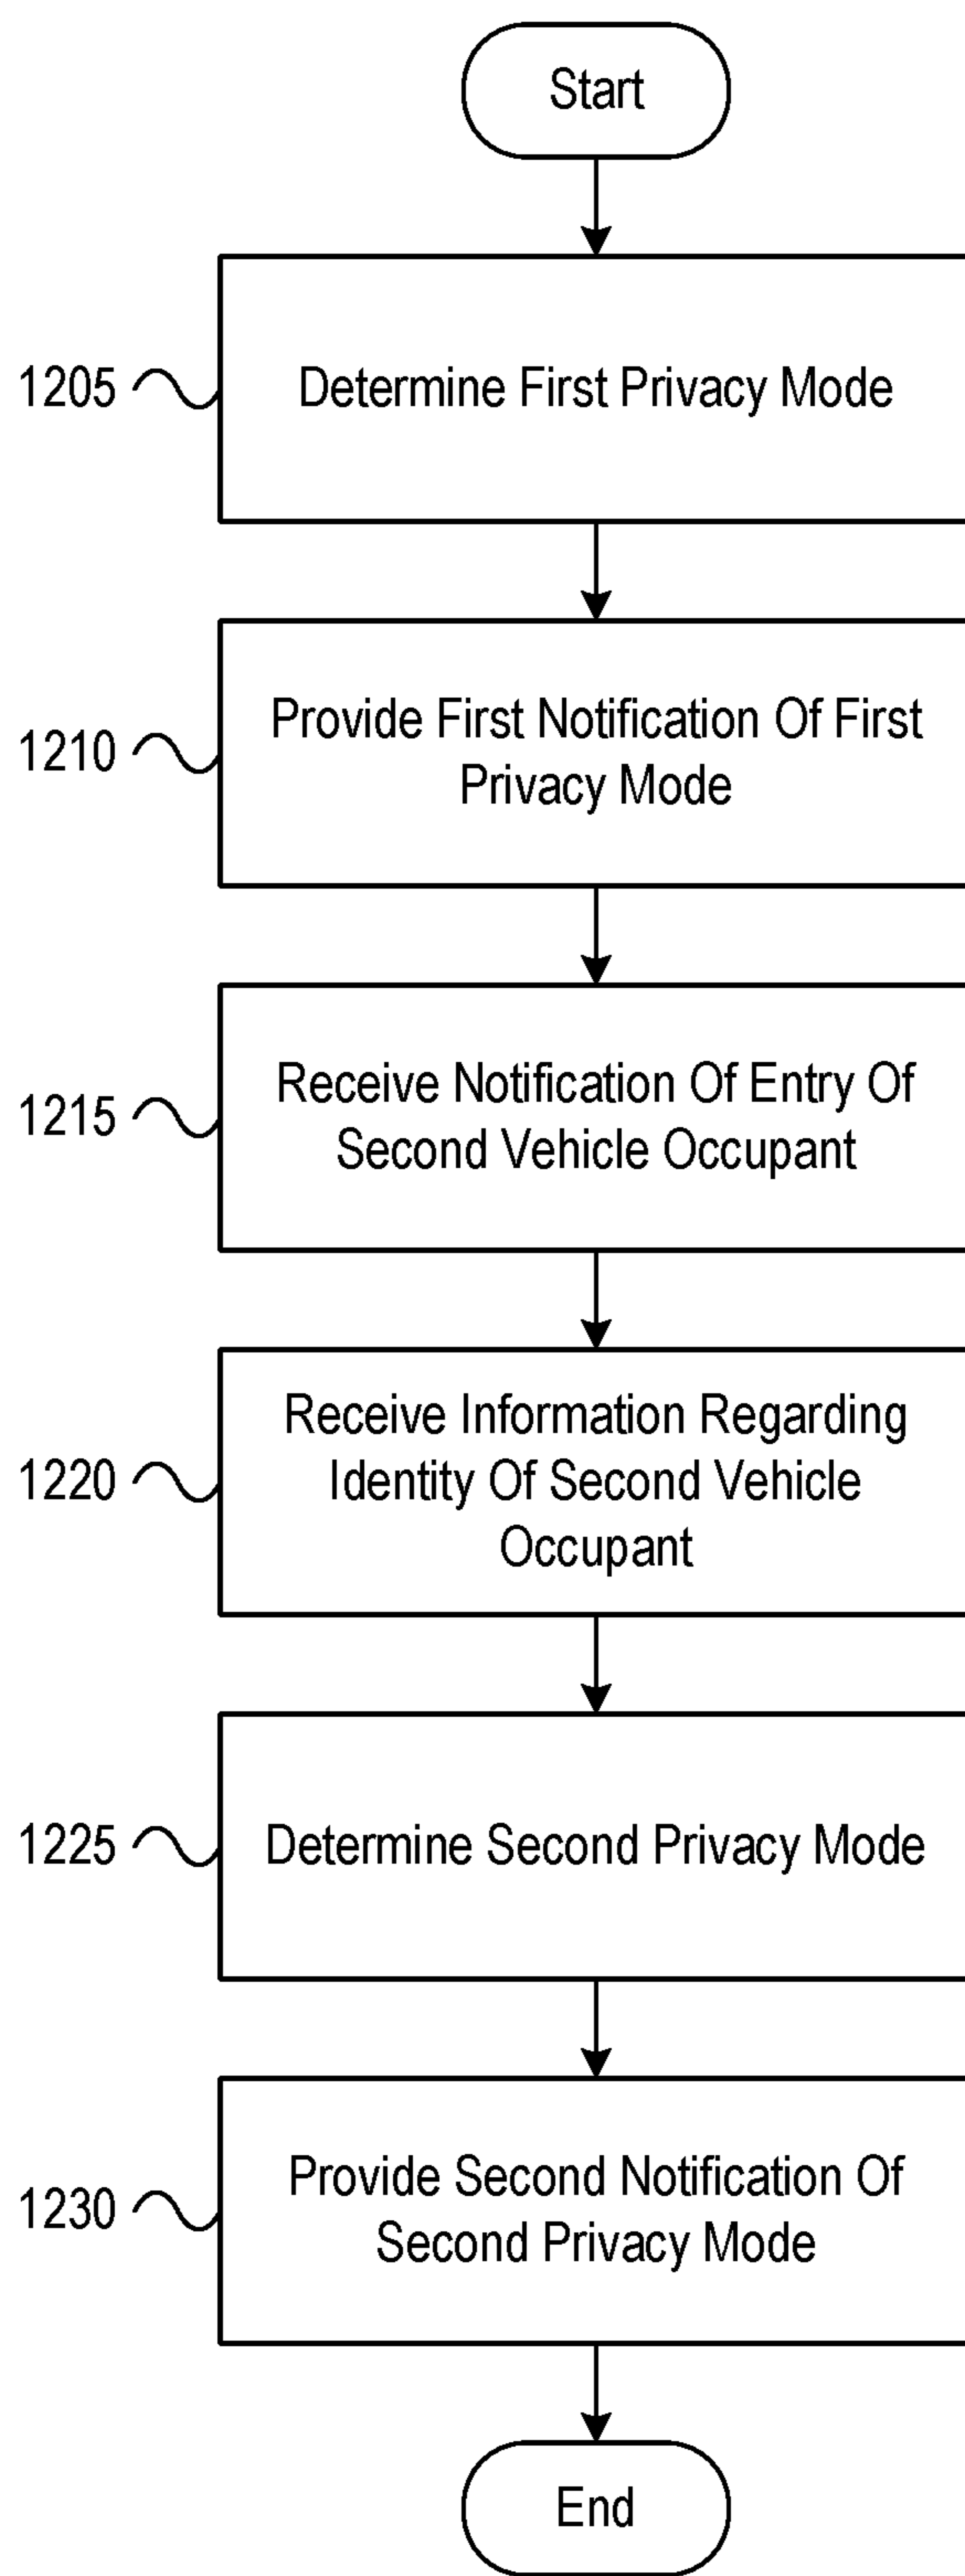 Start
1205
Determine First Privacy Mode
1210
Provide First Notification Of First
Privacy Mode
1215
Receive Notification Of Entry Of
Second Vehicle Occupant
1220
Receive Information Regarding
Identity Of Second Vehicle
Occupant
1225
Determine Second Privacy Mode
1230
Provide Second Notification Of
Second Privacy Mode
End